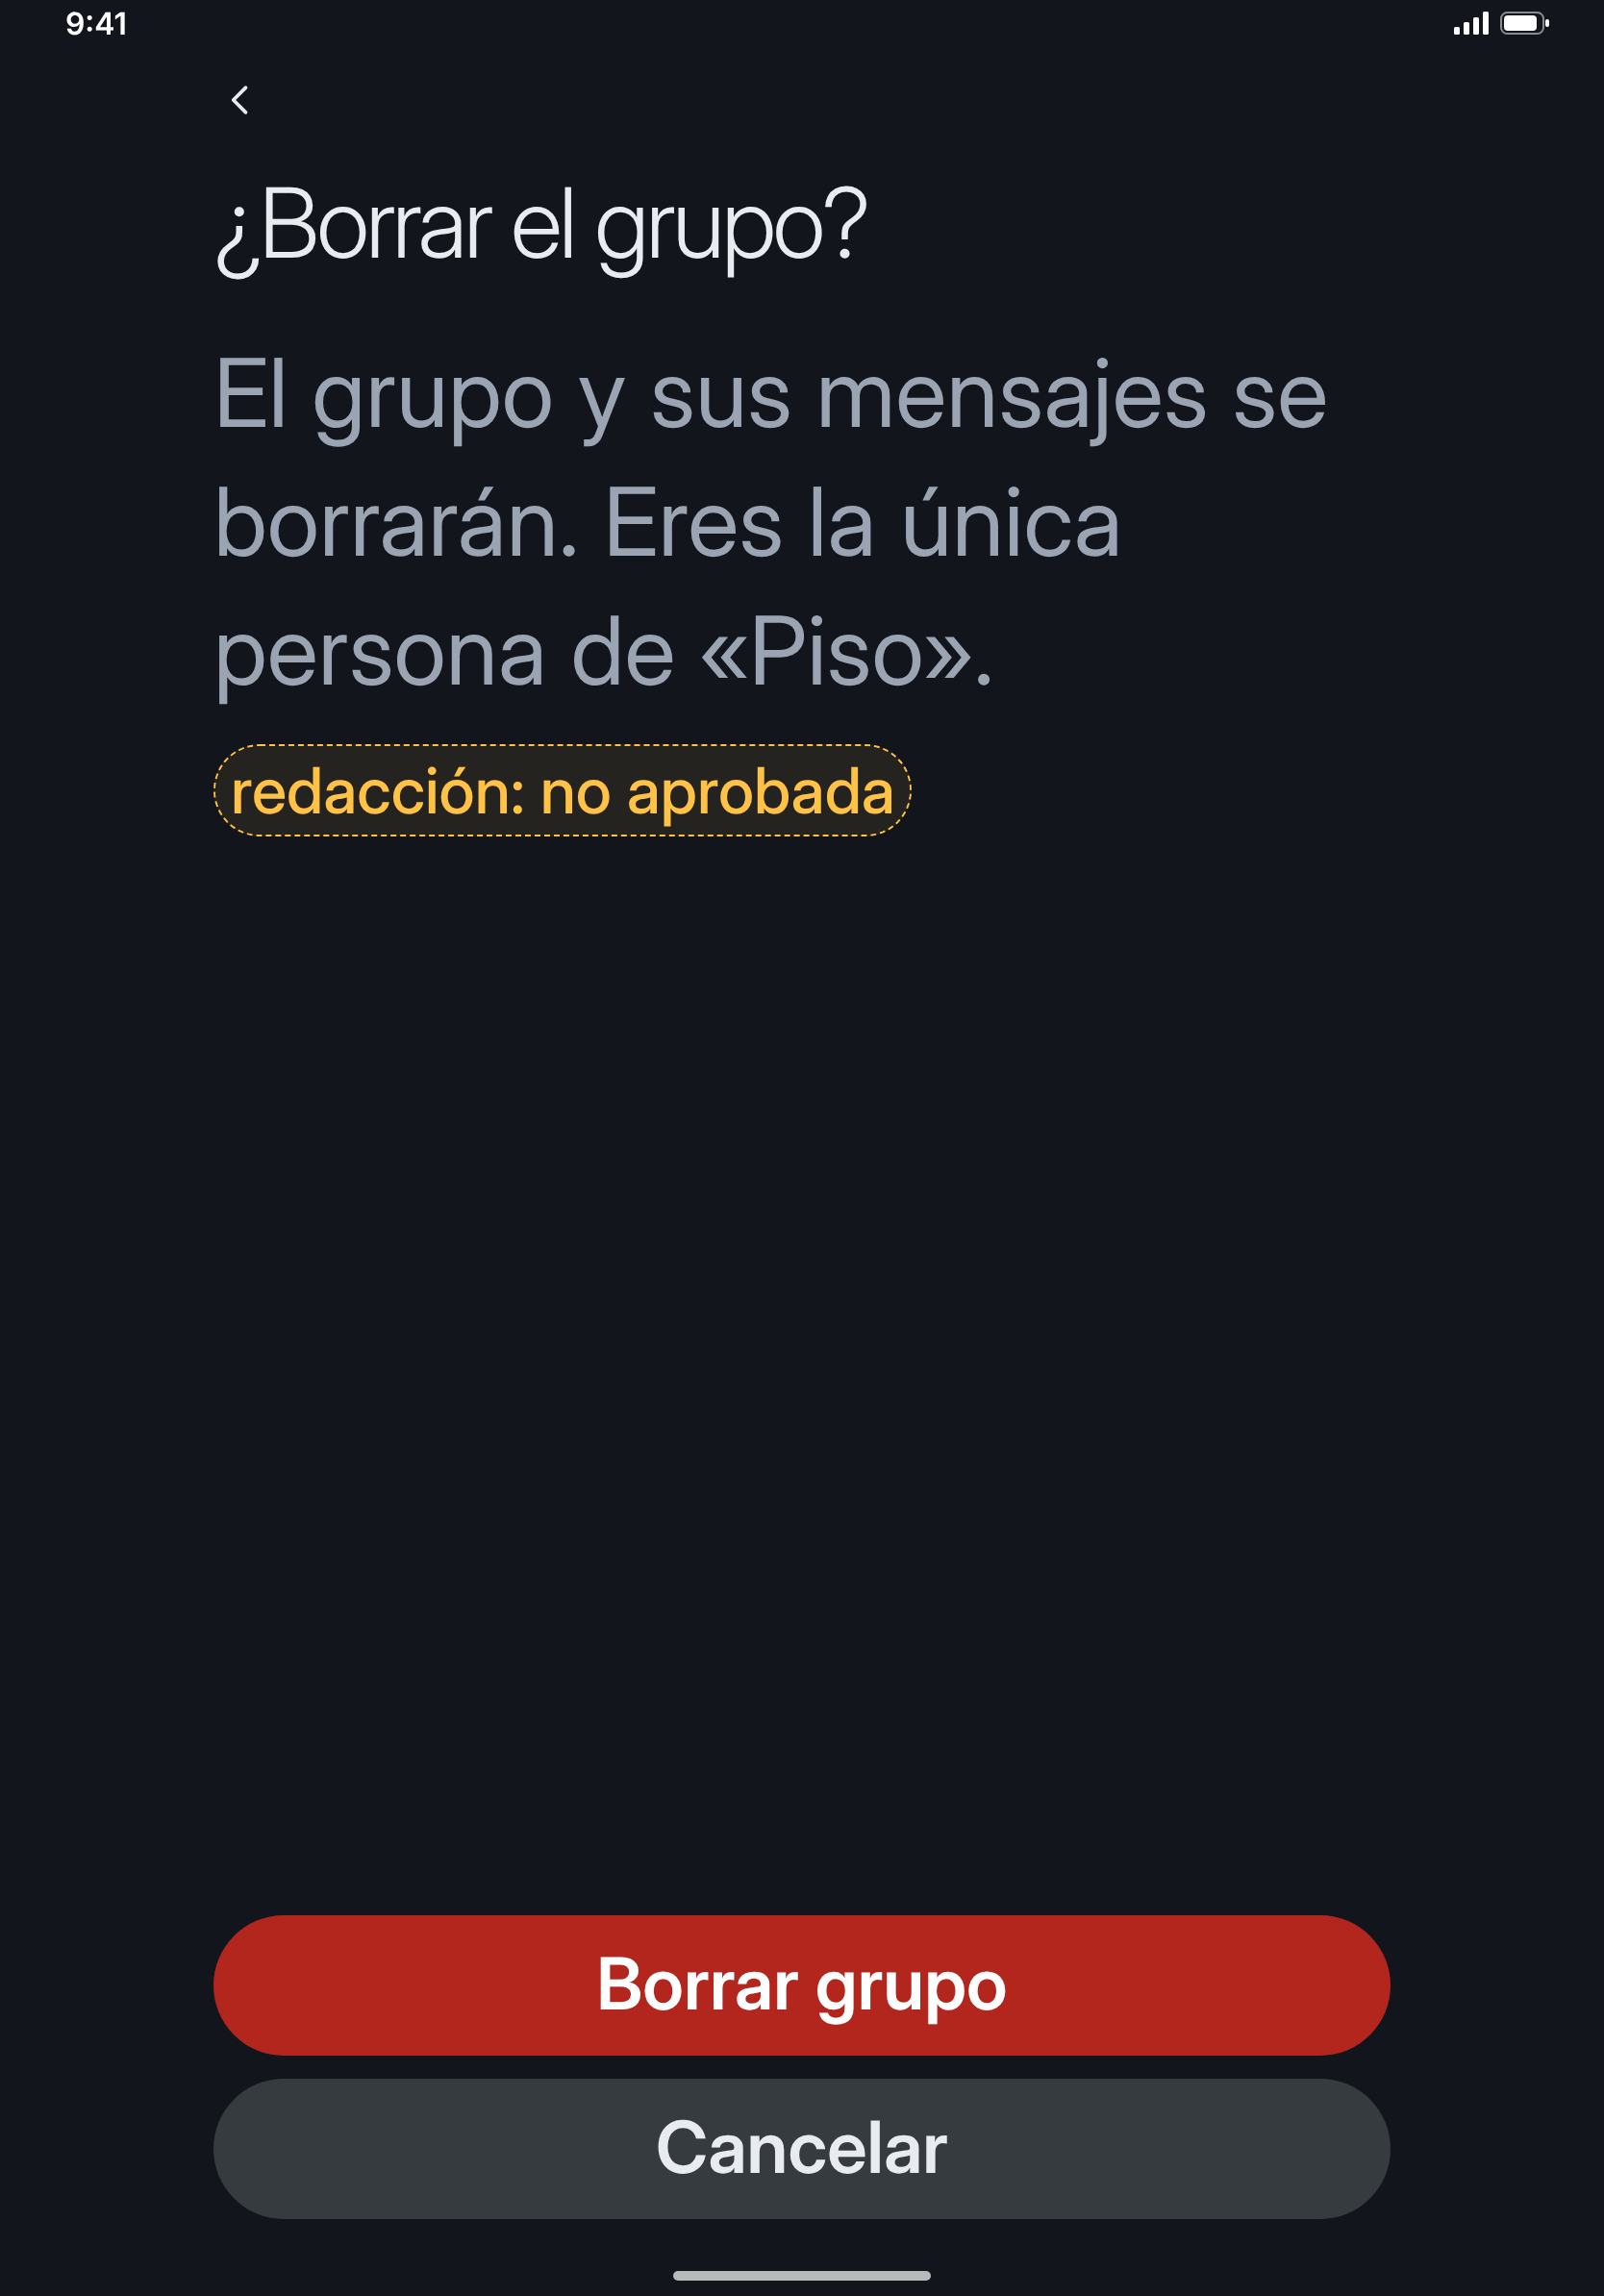 9:41
¿Borrar el grupo?
El grupo y sus mensajes se
borrarán. Eres la única
persona de «Piso».
redacción: no aprobada
Borrar grupo
Cancelar